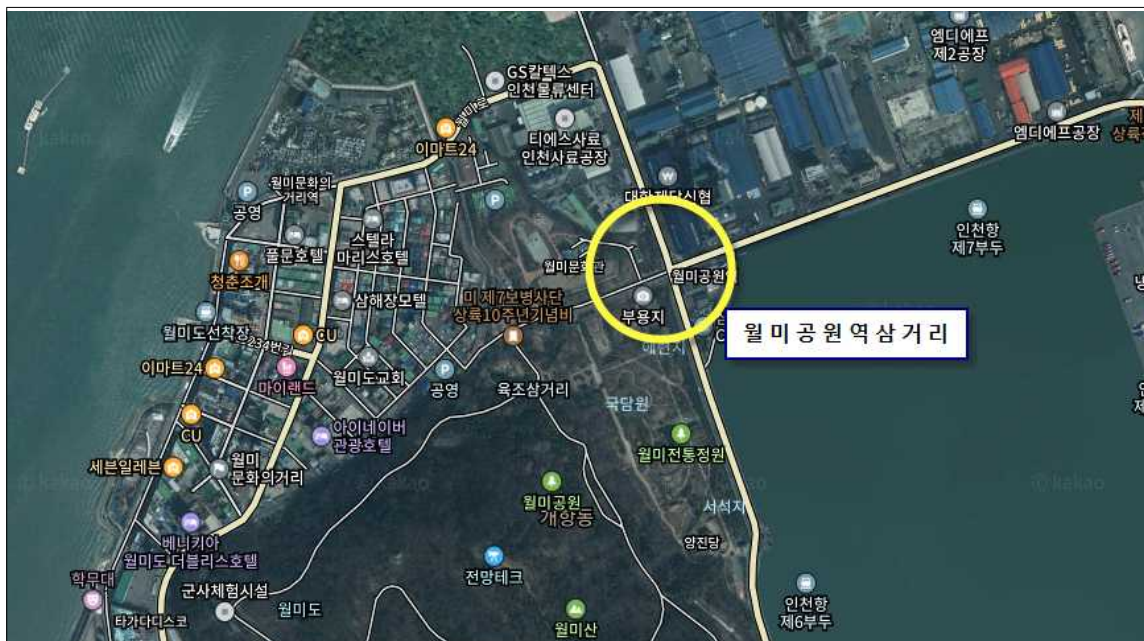 엠디에프
제2공장
GS칼텍스
인천물류센터
엠디에프공장
이마트24
티에스사료
인천사료공장
대한제당신협
월미문화의
거리역
공영
스텔라
마리스호텔
인천항
제7부두
풀문호텔
청춘조개
월미문화관
월미공원역
미 제7보병사단
상륙10주년기념비
삼해장모텔
부용지
월미공원역삼거리
월미도선착장
CU
234번길
애련지
이마트24
마이랜드
월미도교회
공영
육조삼거리
국담원
CU
아이네이버
관광호텔
월미전통정원
세븐일레븐
월미
문화의거리
월미공원
서석지
베니키아
월미도 더블리스호텔
양진당
학무대
군사체험시설
월미도
전망테크
인천항
제6부두
타가다디스코
월미산
kakao
kakao